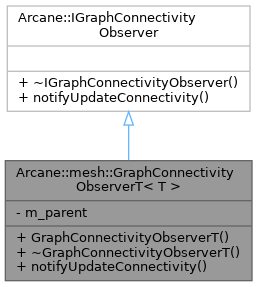 Arcane::IGraphConnectivity
Observer
+ ~IGraphConnectivityObserver()
+ notifyUpdateConnectivity()
Arcane::mesh::GraphConnectivity
ObserverT< T >
- m_parent
+ GraphConnectivityObserverT()
+ ~GraphConnectivityObserverT()
+ notifyUpdateConnectivity()